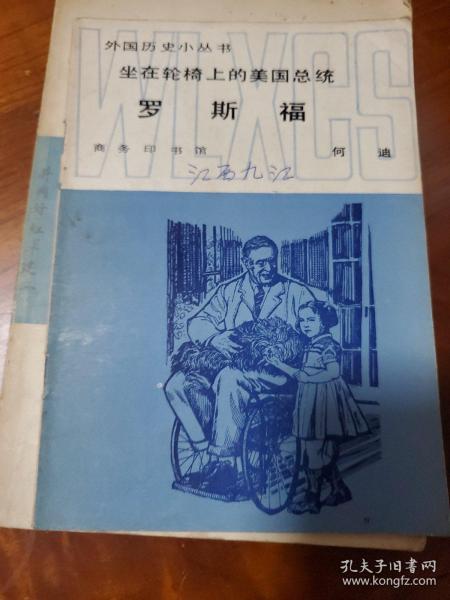 外国历史小丛书
WLXCS
坐在轮椅上的美国总统
罗斯福
商务印书馆 何迪
江西九江
孔夫子旧书网
www.kongfz.com